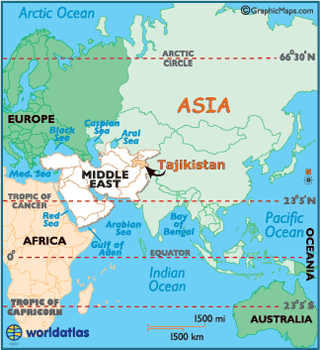 Arctic Ocean
©GraphicMaps.com
ARCTIC
CIRCLE
66°30'N
ASIA
EUROPE
Black
Sea
Caspian
Sea
Aral
Sea
Tajikistan
Med. Sea
MIDDLE
EAST
TROPIC OF
CANCER
23°5'N
Red
Sea
Arabian
Sea
Bay
of
Bengal
Pacific
Ocean
AFRICA
Gulf of
Aden
OCEANIA
0°
EQUATOR
Indian
Ocean
TROPIC OF
CAPRICORN
23°5'S
1500 mi
1500 km
AUSTRALIA
worldatlas